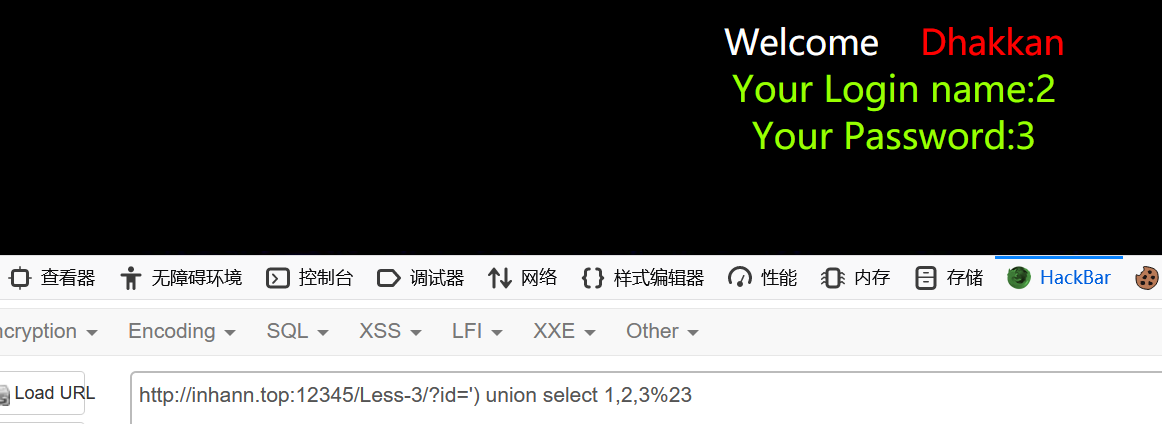 Welcome Dhakkan
Your Login name:2
Your Password:3
查看器 无障碍环境 控制台 调试器 网络 样式编辑器 性能 内存 存储 HackBar
ncryption Encoding SQL XSS LFI XXE Other
Load URL http://inhann.top:12345/Less-3/?id=') union select 1,2,3%23